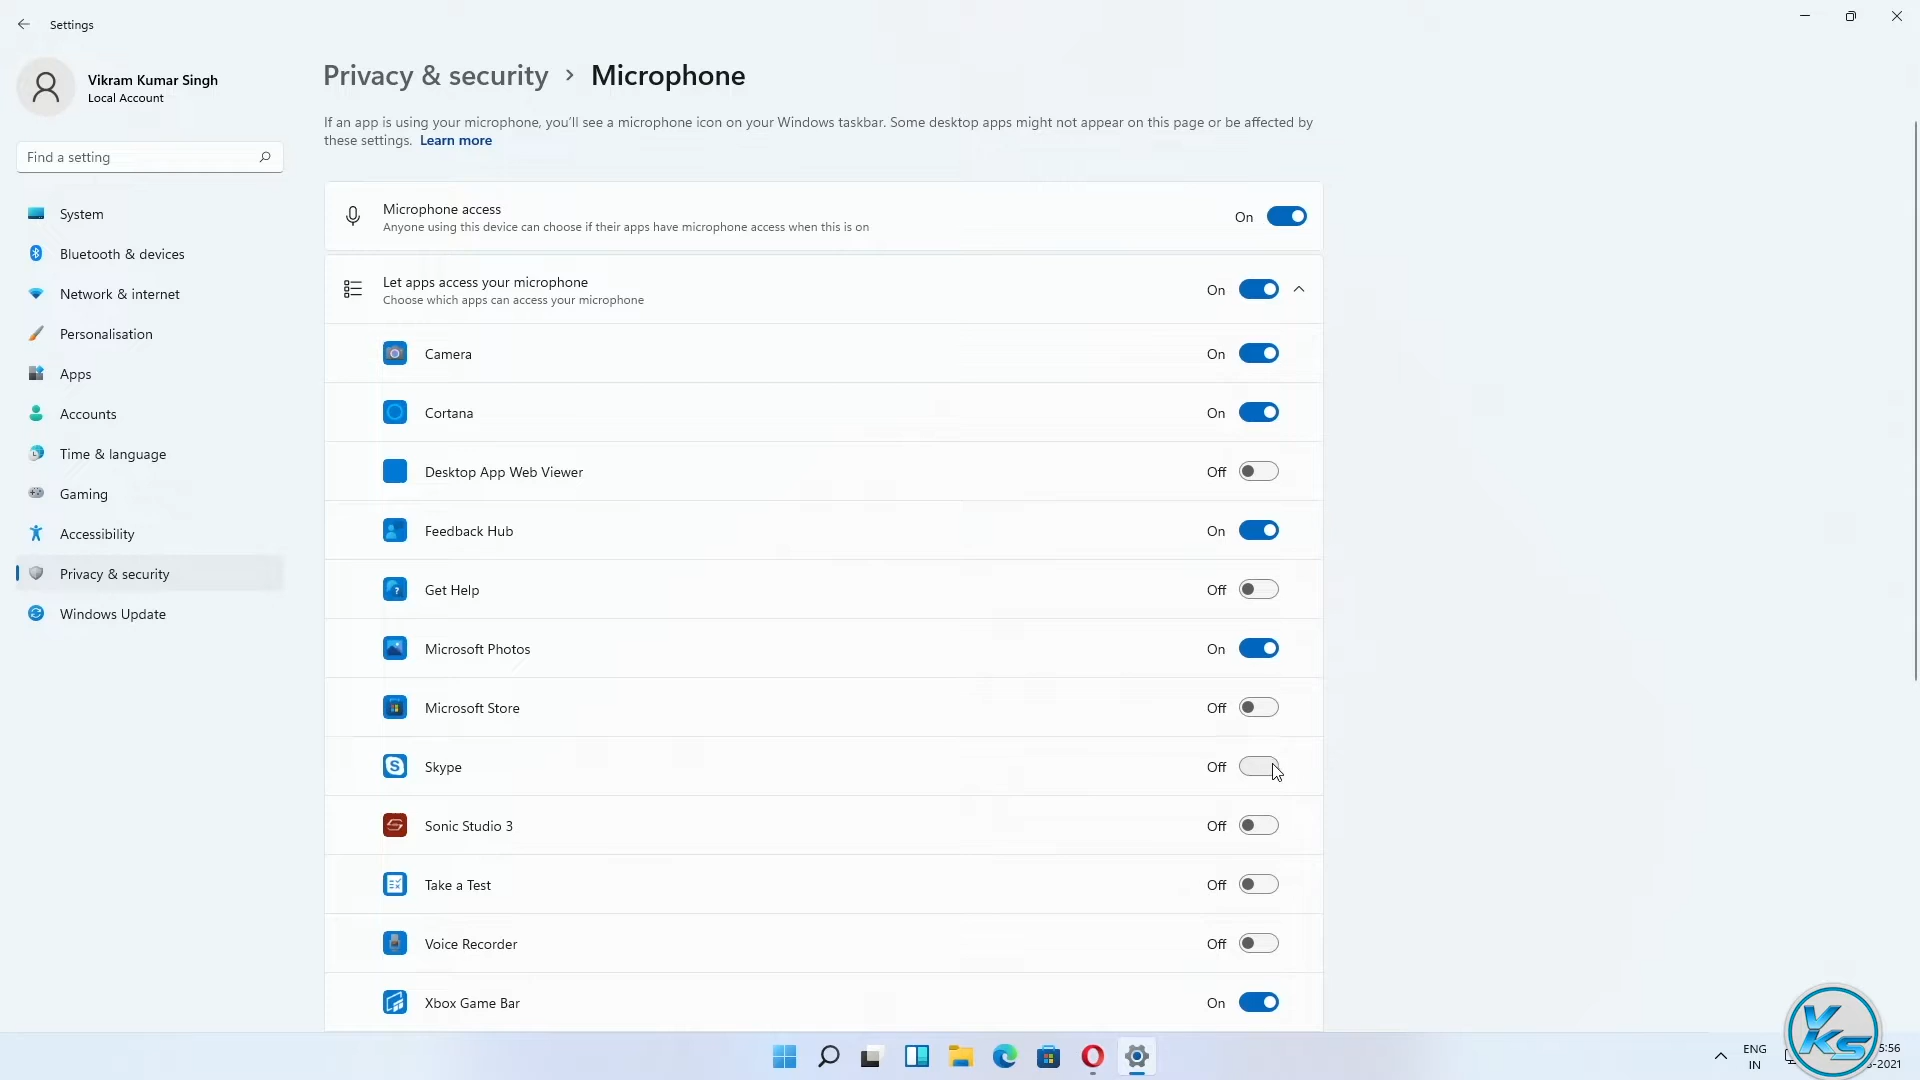 Settings
Vikram Kumar Singh
Local Account
Find a setting
System
Bluetooth & devices
Network & internet
Personalisation
Apps
Accounts
Time & language
Gaming
Accessibility
Privacy & security
Windows Update
Privacy & security > Microphone
If an app is using your microphone, you'll see a microphone icon on your Windows taskbar. Some desktop apps might not appear on this page or be affected by
these settings. Learn more
Microphone access
Anyone using this device can choose if their apps have microphone access when this is on
On
Let apps access your microphone
Choose which apps can access your microphone
On
Camera On
Cortana On
Desktop App Web Viewer Off
Feedback Hub On
Get Help Off
Microsoft Photos On
Microsoft Store Off
Skype Off
Sonic Studio 3 Off
Take a Test Off
Voice Recorder Off
Xbox Game Bar On
ENG
IN
VKS
5:56
-2021